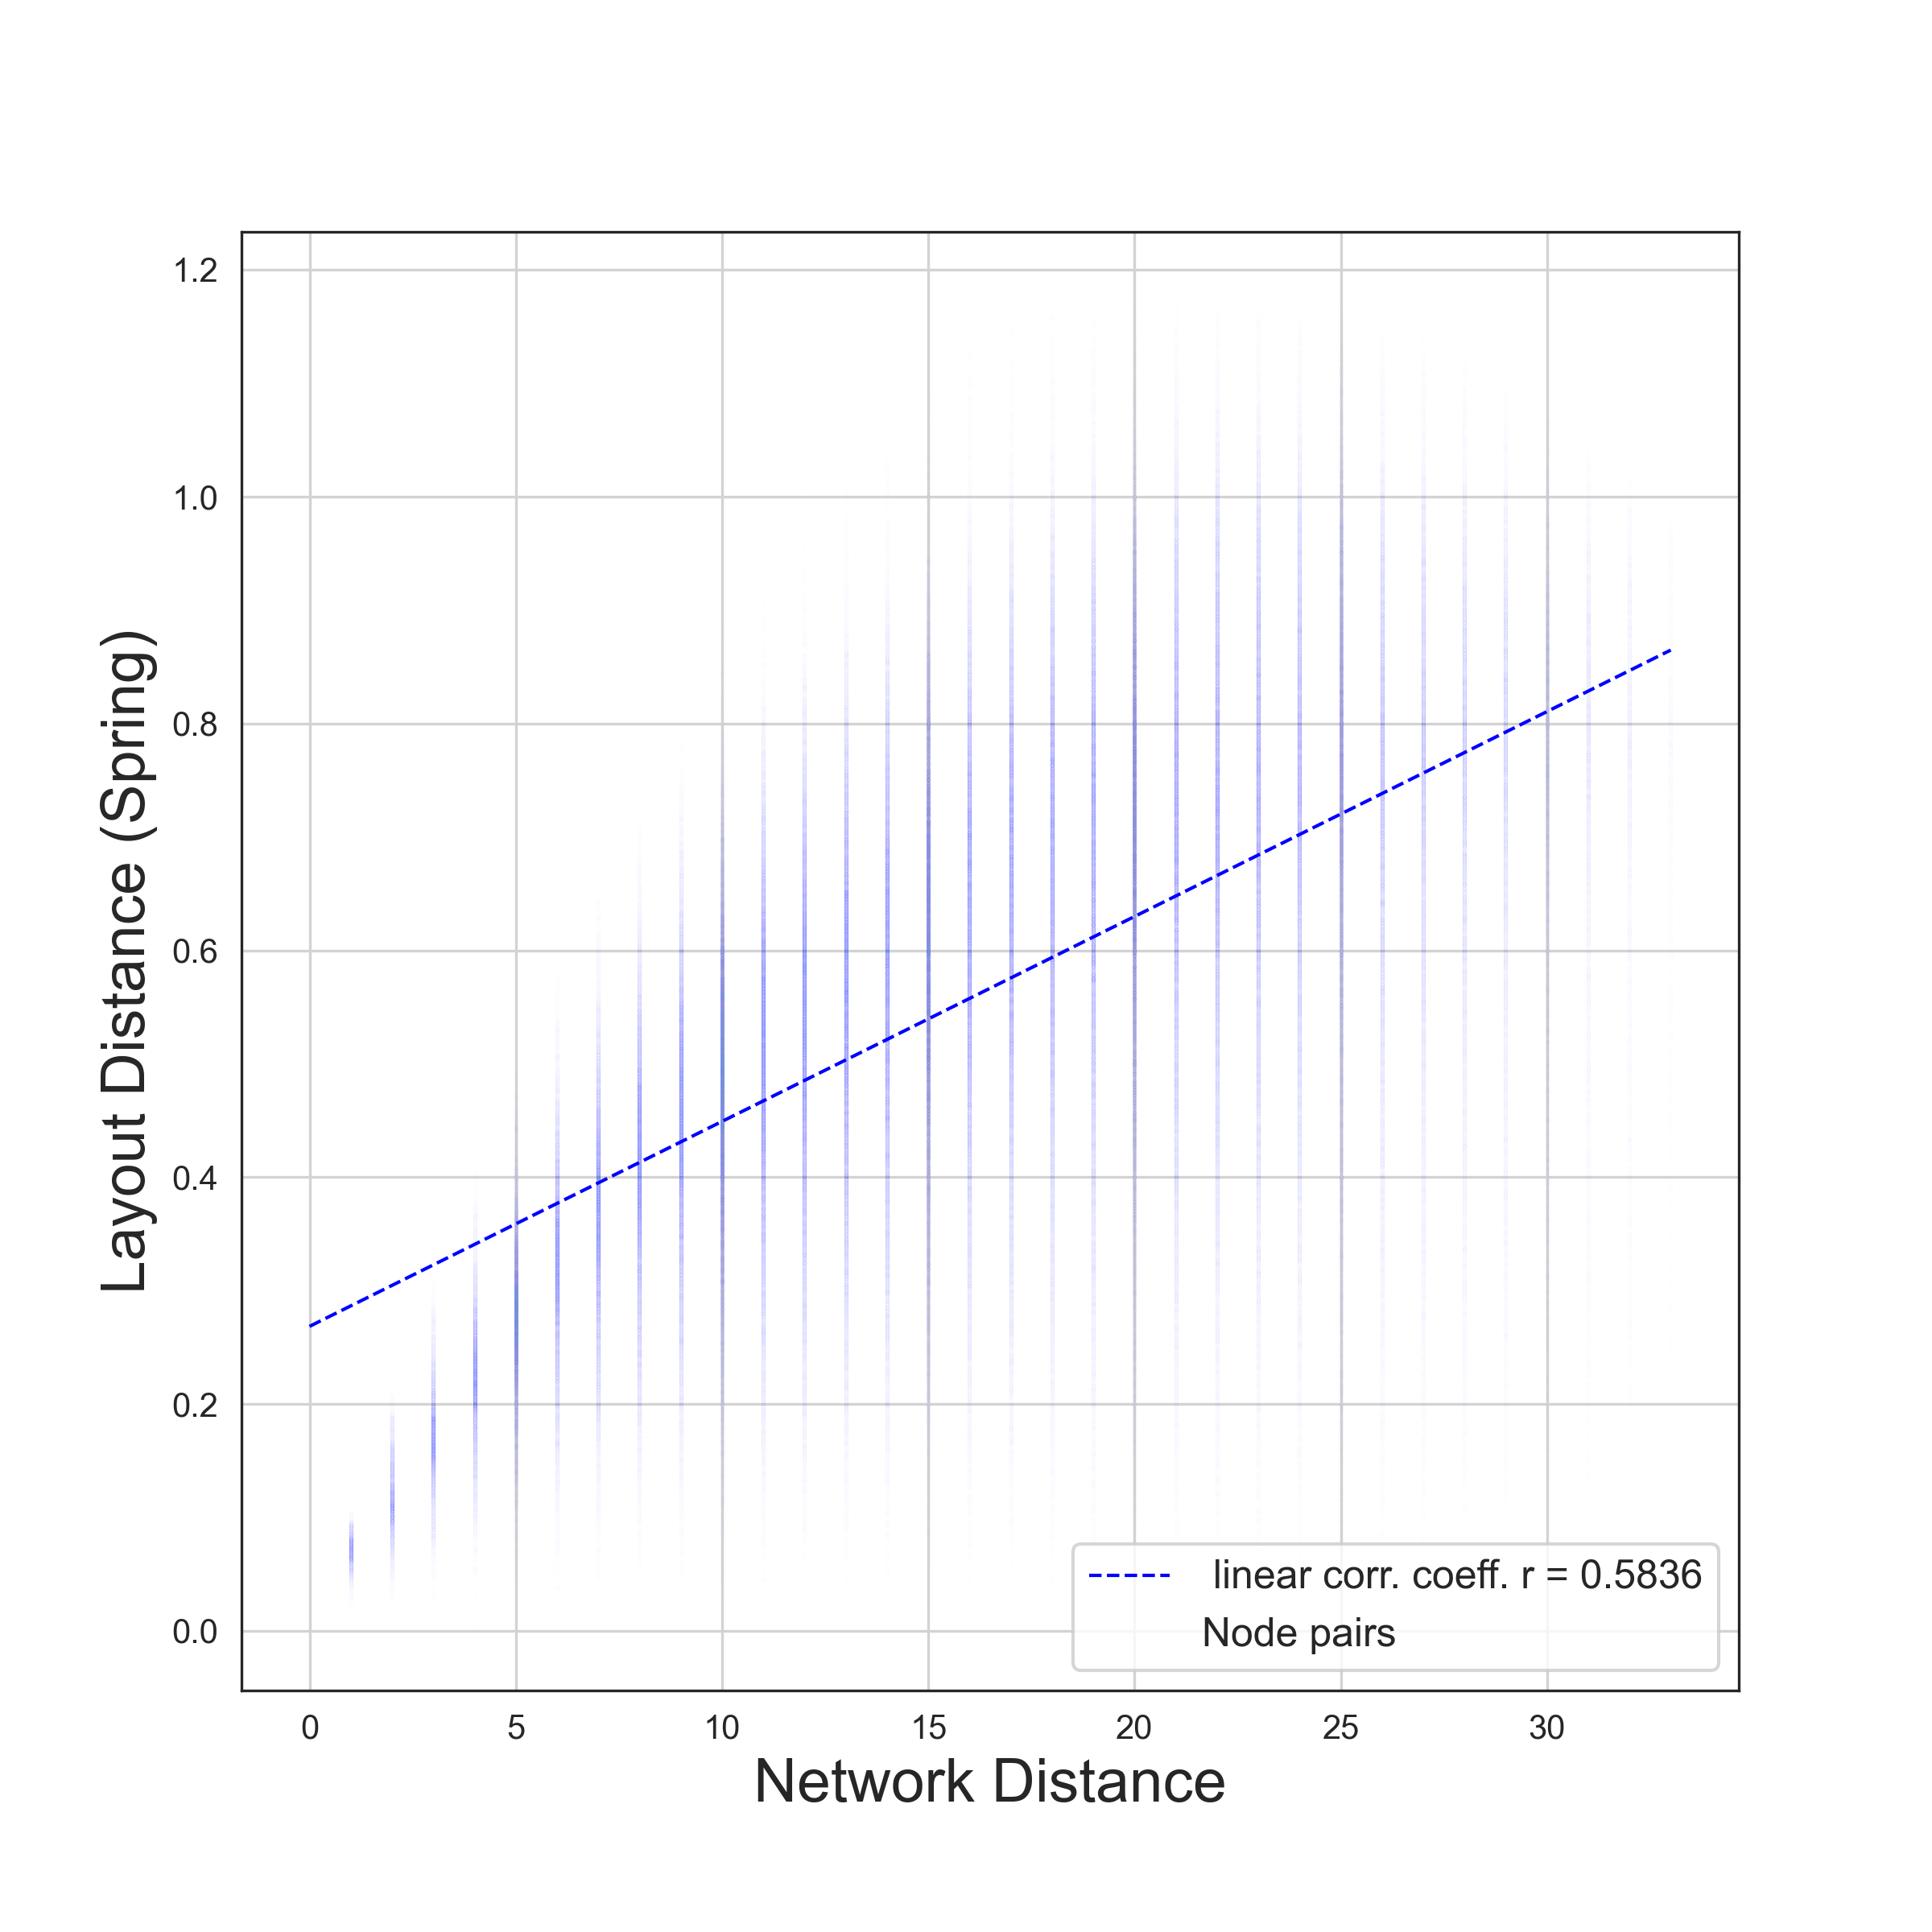 1.2
1.0
0.8
0.6
0.4
0.2
0.0
Layout Distance (Spring)
linear corr. coeff. r = 0.5836
Node pairs
0 5 10 15 20 25 30
Network Distance